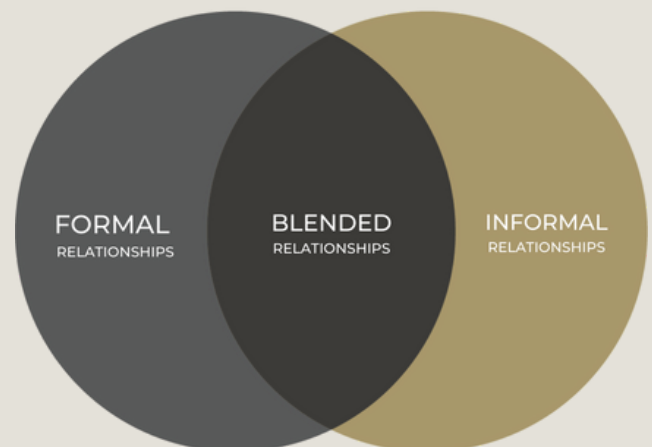 FORMAL
RELATIONSHIPS
BLENDED
RELATIONSHIPS
INFORMAL
RELATIONSHIPS